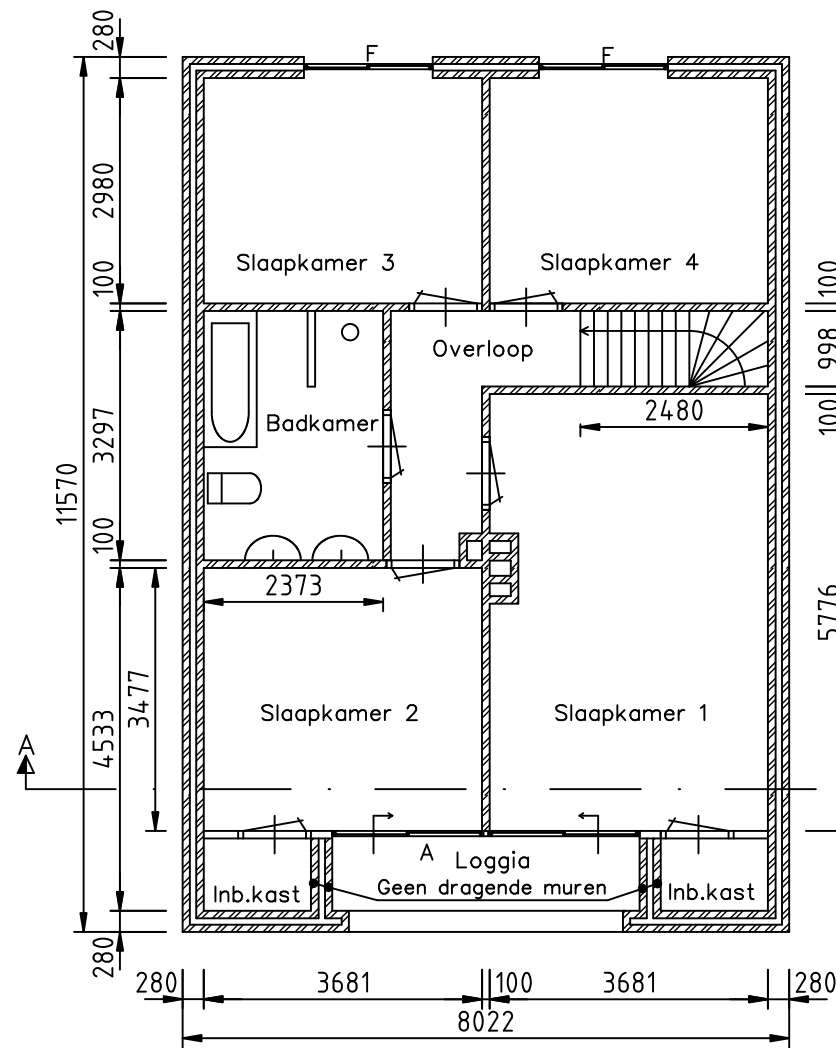 280
F
F
2980
Slaapkamer 3
Slaapkamer 4
100
100
Overloop
998
2480
100
Badkamer
3297
11570
100
2373
5776
3477
Slaapkamer 2
Slaapkamer 1
4533
A
A
Loggia
Geen dragende muren
Inb.kast
Inb.kast
280
280
3681
100
3681
280
8022